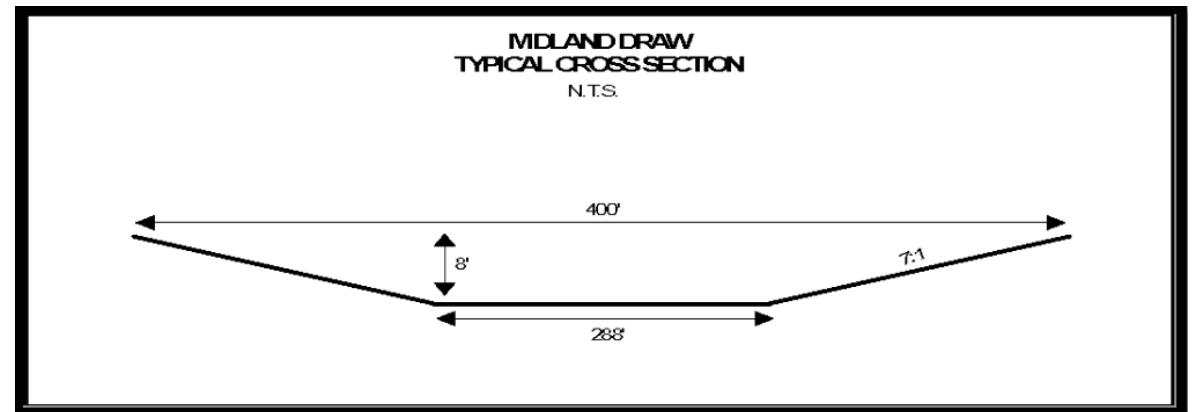 MIDLAND DRAW
TYPICAL CROSS SECTION
N.T.S.
400'
8'
7:1
288'